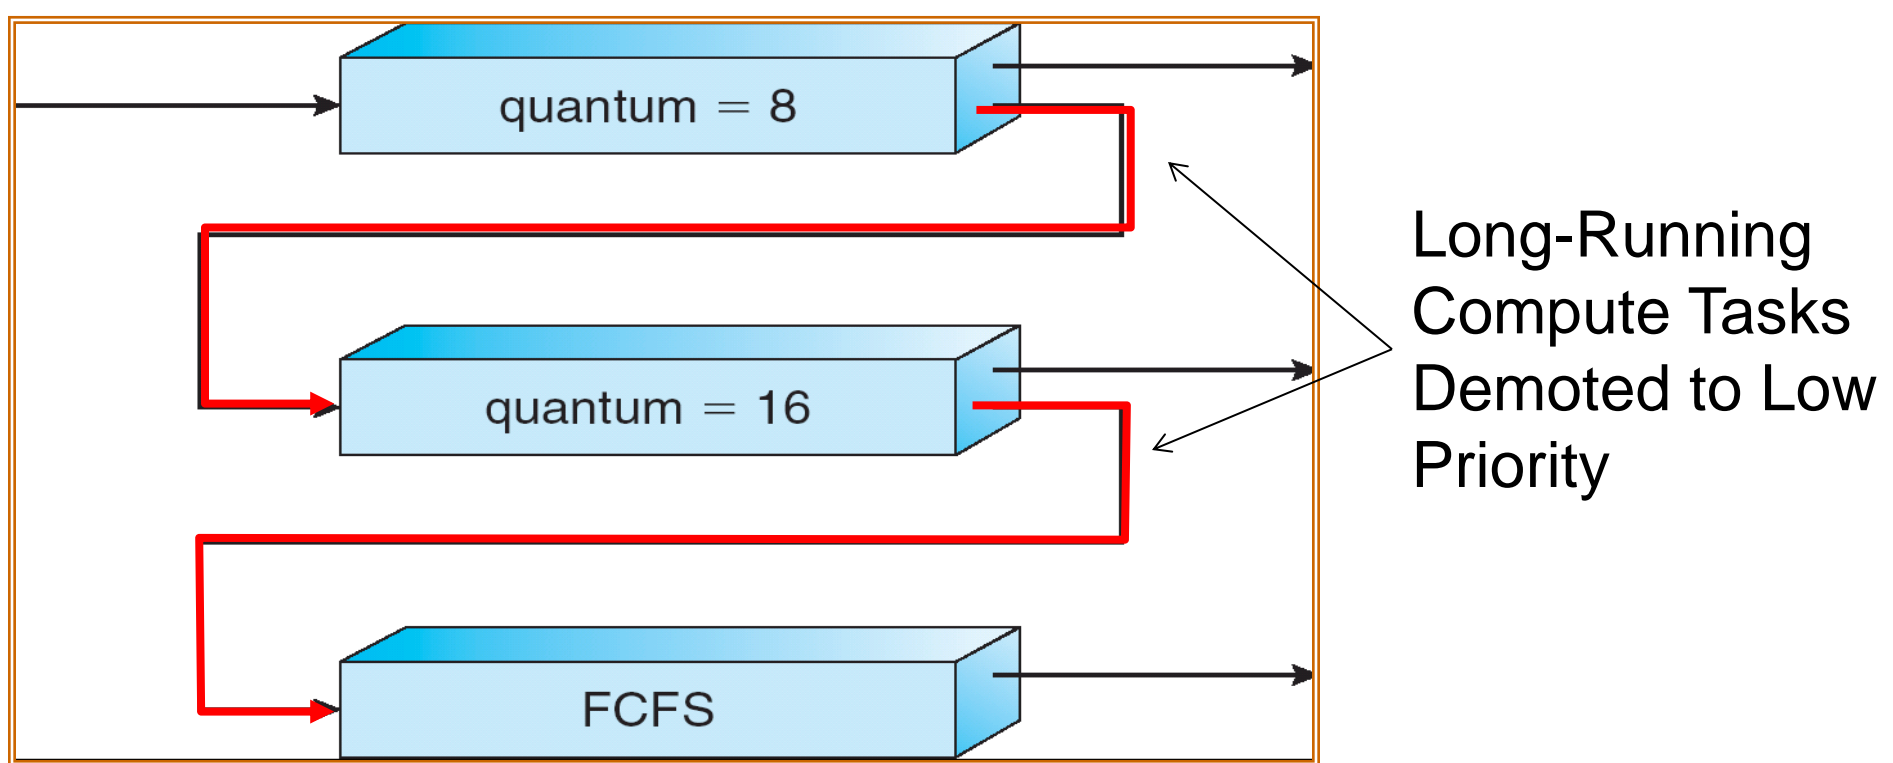 quantum = 8
quantum = 16
FCFS
Long-Running
Compute Tasks
Demoted to Low
Priority